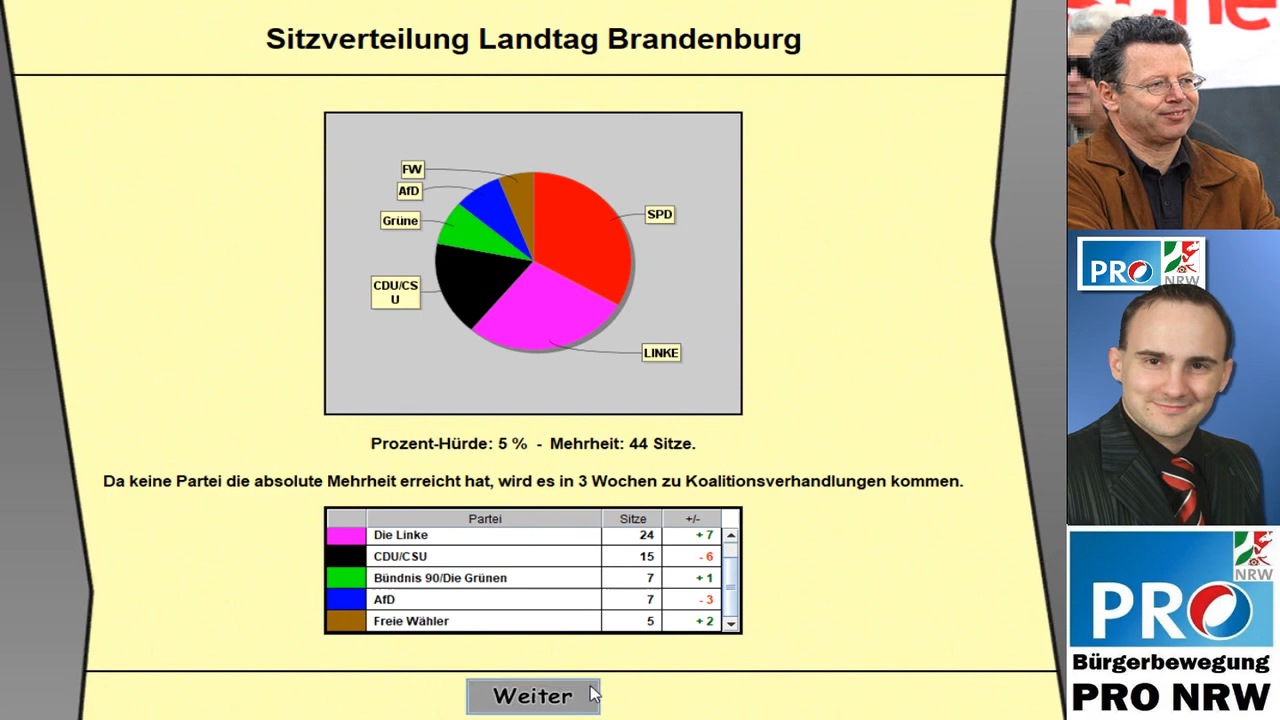 Sitzverteilung Landtag Brandenburg
FW
AfD
Grüne
CDU/CS
U
SPD
LINKE
Prozent-Hürde: 5 % - Mehrheit: 44 Sitze.
Da keine Partei die absolute Mehrheit erreicht hat, wird es in 3 Wochen zu Koalitionsverhandlungen kommen.
Partei Sitze +/-
Die Linke 24 + 7
CDU/CSU 15 - 6
Bündnis 90/Die Grünen 7 + 1
AfD 7 - 3
Freie Wähler 5 + 2
Weiter
PRO
NRW
NRW
PRO
Bürgerbewegung
PRO NRW